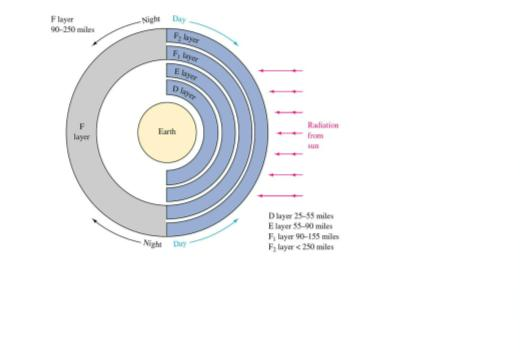 F layer
90–250 miles
Night Day
F₂ layer
F₁ layer
E layer
D layer
F
layer
Earth
Radiation
from
sun
Night Day
D layer 25–55 miles
E layer 55–90 miles
F₁ layer 90–155 miles
F₂ layer < 250 miles